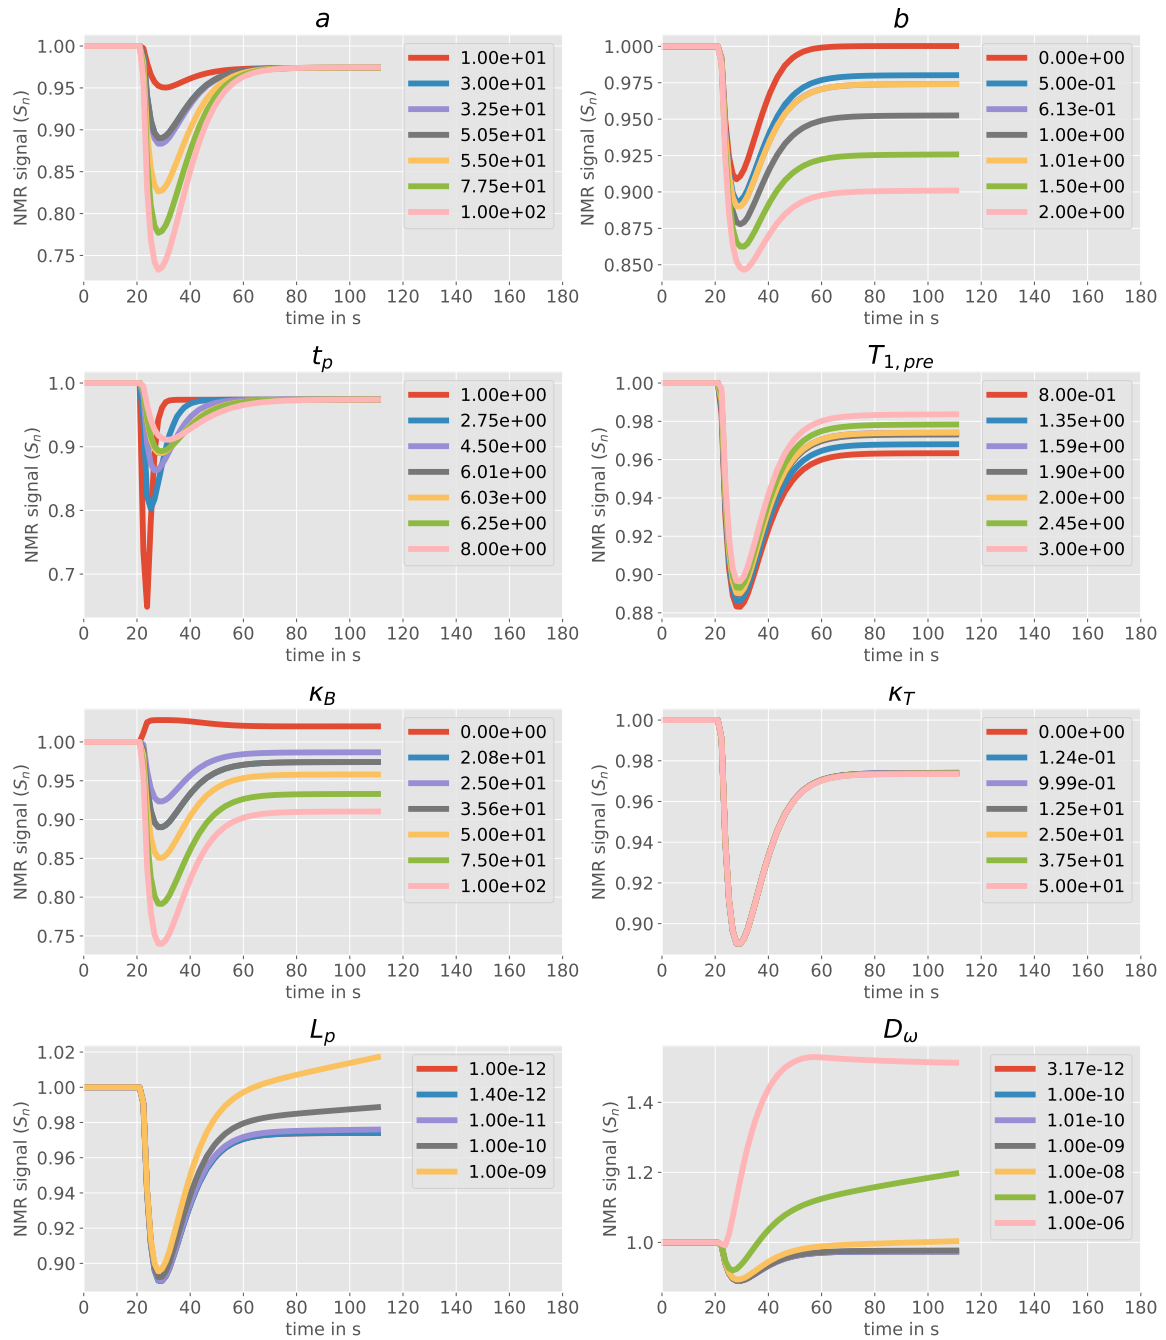 a
NMR signal (Sₙ)
1.00
0.95
0.90
0.85
0.80
0.75
1.00e+01
3.00e+01
3.25e+01
5.05e+01
5.50e+01
7.75e+01
1.00e+02
0 20 40 60 80 100 120 140 160 180
time in s
b
NMR signal (Sₙ)
1.000
0.975
0.950
0.925
0.900
0.875
0.850
0.00e+00
5.00e-01
6.13e-01
1.00e+00
1.01e+00
1.50e+00
2.00e+00
0 20 40 60 80 100 120 140 160 180
time in s
tₚ
NMR signal (Sₙ)
1.0
0.9
0.8
0.7
1.00e+00
2.75e+00
4.50e+00
6.01e+00
6.03e+00
6.25e+00
8.00e+00
0 20 40 60 80 100 120 140 160 180
time in s
T₁,pre
NMR signal (Sₙ)
1.00
0.98
0.96
0.94
0.92
0.90
0.88
8.00e-01
1.35e+00
1.59e+00
1.90e+00
2.00e+00
2.45e+00
3.00e+00
0 20 40 60 80 100 120 140 160 180
time in s
κB
NMR signal (Sₙ)
1.00
0.95
0.90
0.85
0.80
0.75
0.00e+00
2.08e+01
2.50e+01
3.56e+01
5.00e+01
7.50e+01
1.00e+02
0 20 40 60 80 100 120 140 160 180
time in s
κT
NMR signal (Sₙ)
1.00
0.98
0.96
0.94
0.92
0.90
0.00e+00
1.24e-01
9.99e-01
1.25e+01
2.50e+01
3.75e+01
5.00e+01
0 20 40 60 80 100 120 140 160 180
time in s
Lₚ
NMR signal (Sₙ)
1.02
1.00
0.98
0.96
0.94
0.92
0.90
1.00e-12
1.40e-12
1.00e-11
1.00e-10
1.00e-09
0 20 40 60 80 100 120 140 160 180
time in s
Dω
NMR signal (Sₙ)
1.4
1.2
1.0
3.17e-12
1.00e-10
1.01e-10
1.00e-09
1.00e-08
1.00e-07
1.00e-06
0 20 40 60 80 100 120 140 160 180
time in s